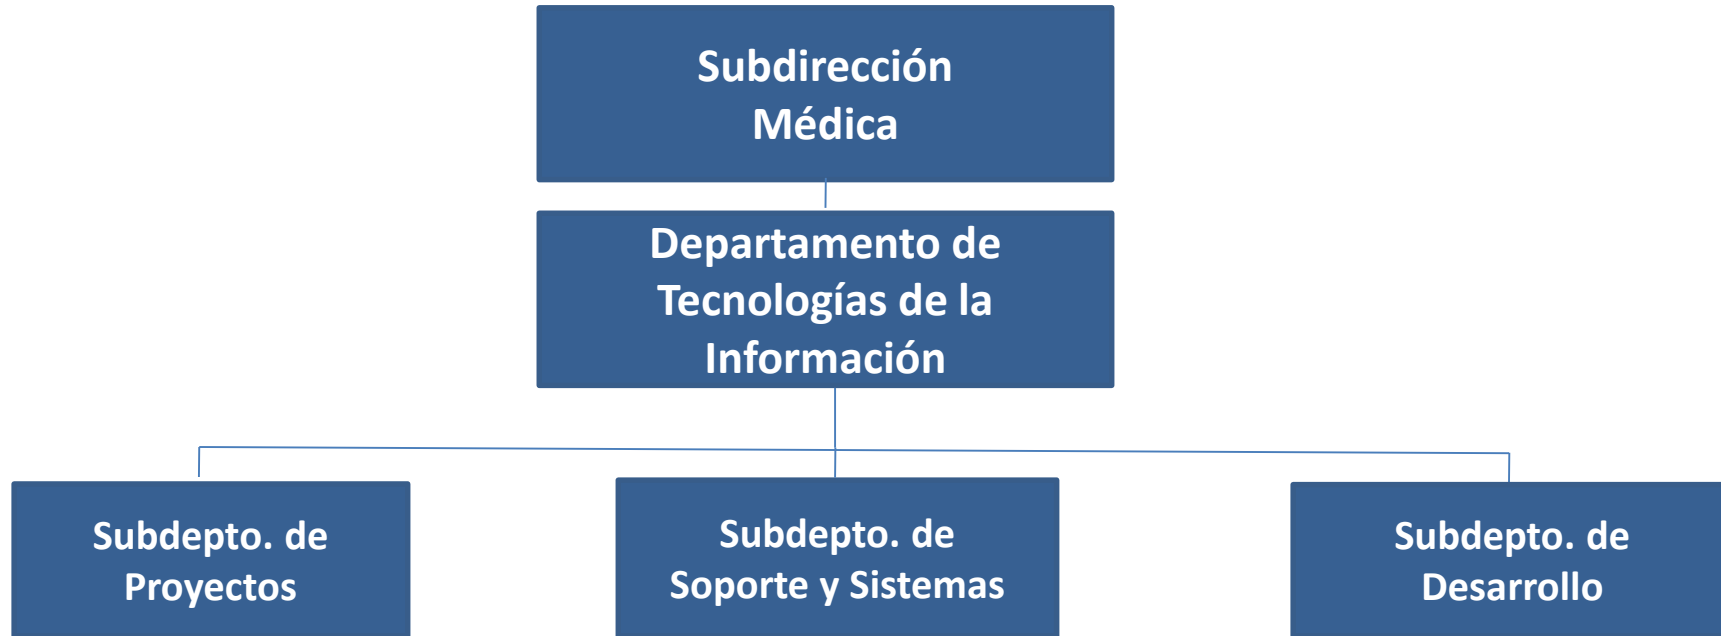 Subdirección
Médica
Departamento de
Tecnologías de la
Información
Subdepto. de
Proyectos
Subdepto. de
Soporte y Sistemas
Subdepto. de
Desarrollo